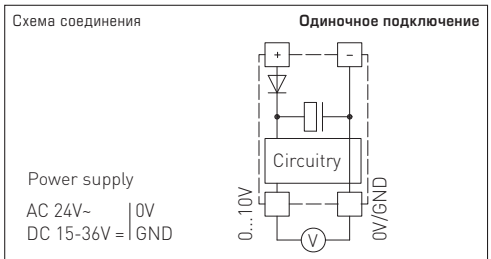 Схема соединения
Одиночное подключение
+ −
Circuitry
Power supply
AC 24V~ | 0V
DC 15-36V = | GND
0...10V
0V/GND
V